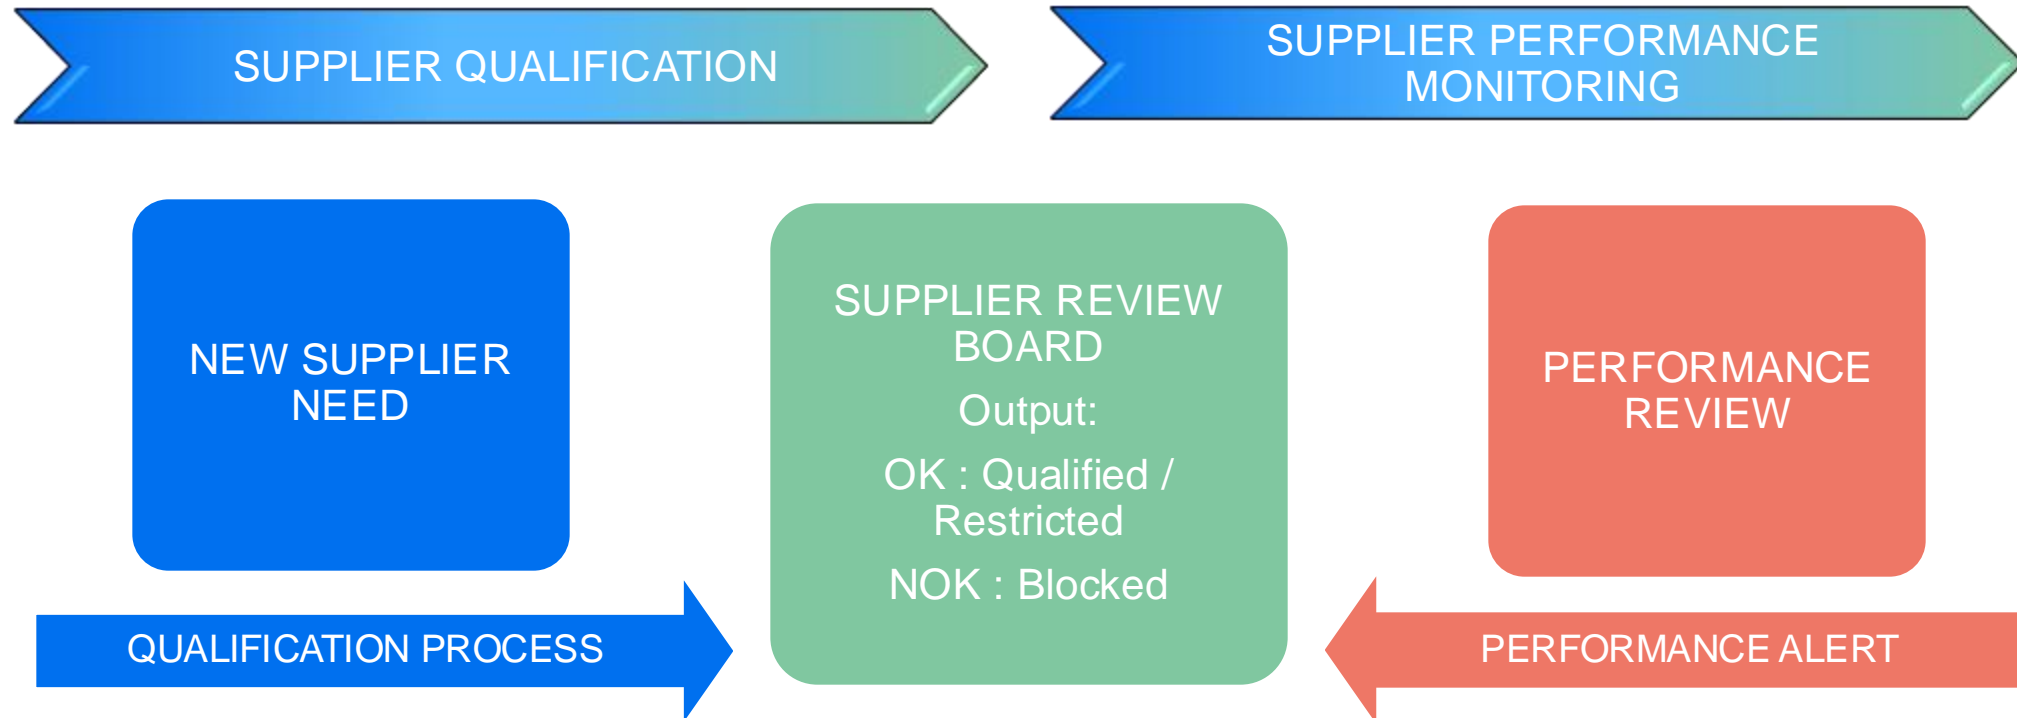 SUPPLIER QUALIFICATION
SUPPLIER PERFORMANCE
MONITORING
NEW SUPPLIER
NEED
SUPPLIER REVIEW
BOARD
Output:
OK : Qualified /
Restricted
NOK : Blocked
PERFORMANCE
REVIEW
QUALIFICATION PROCESS
PERFORMANCE ALERT